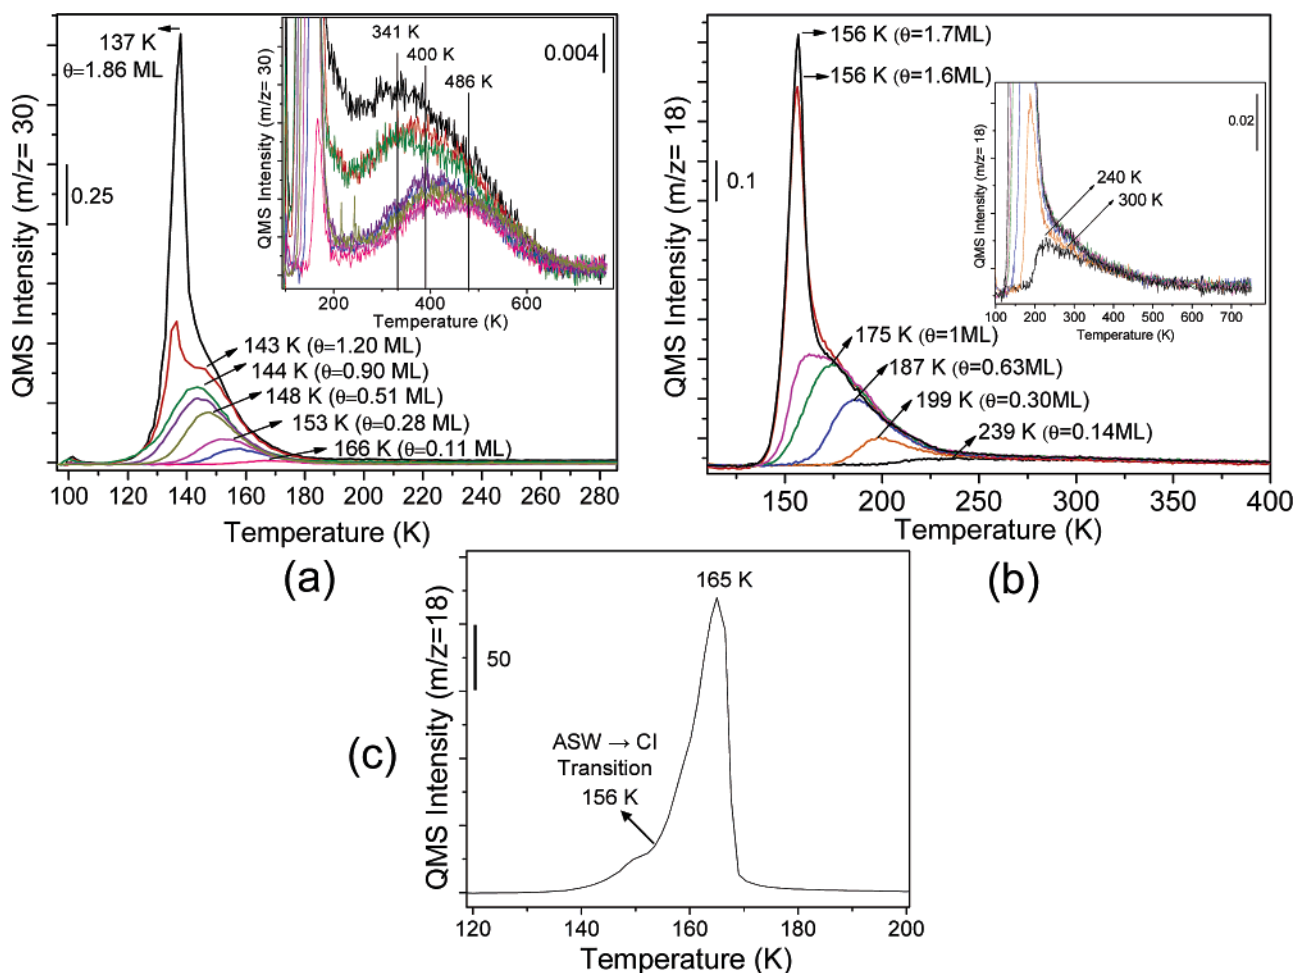 137 K
θ=1.86 ML
QMS Intensity (m/z= 30)
0.25
143 K (θ=1.20 ML)
144 K (θ=0.90 ML)
148 K (θ=0.51 ML)
153 K (θ=0.28 ML)
166 K (θ=0.11 ML)
100 120 140 160 180 200 220 240 260 280
Temperature (K)
(a)
QMS Intensity (m/z= 30)
341 K
400 K
486 K
0.004
200 400 600
Temperature (K)
156 K (θ=1.7ML)
156 K (θ=1.6ML)
QMS Intensity (m/z= 18)
0.1
175 K (θ=1ML)
187 K (θ=0.63ML)
199 K (θ=0.30ML)
239 K (θ=0.14ML)
150 200 250 300 350 400
Temperature (K)
(b)
QMS Intensity (m/z= 18)
0.02
240 K
300 K
100 200 300 400 500 600 700
Temperature (K)
(c)
QMS Intensity (m/z=18)
50
165 K
ASW → CI
Transition
156 K
120 140 160 180 200
Temperature (K)